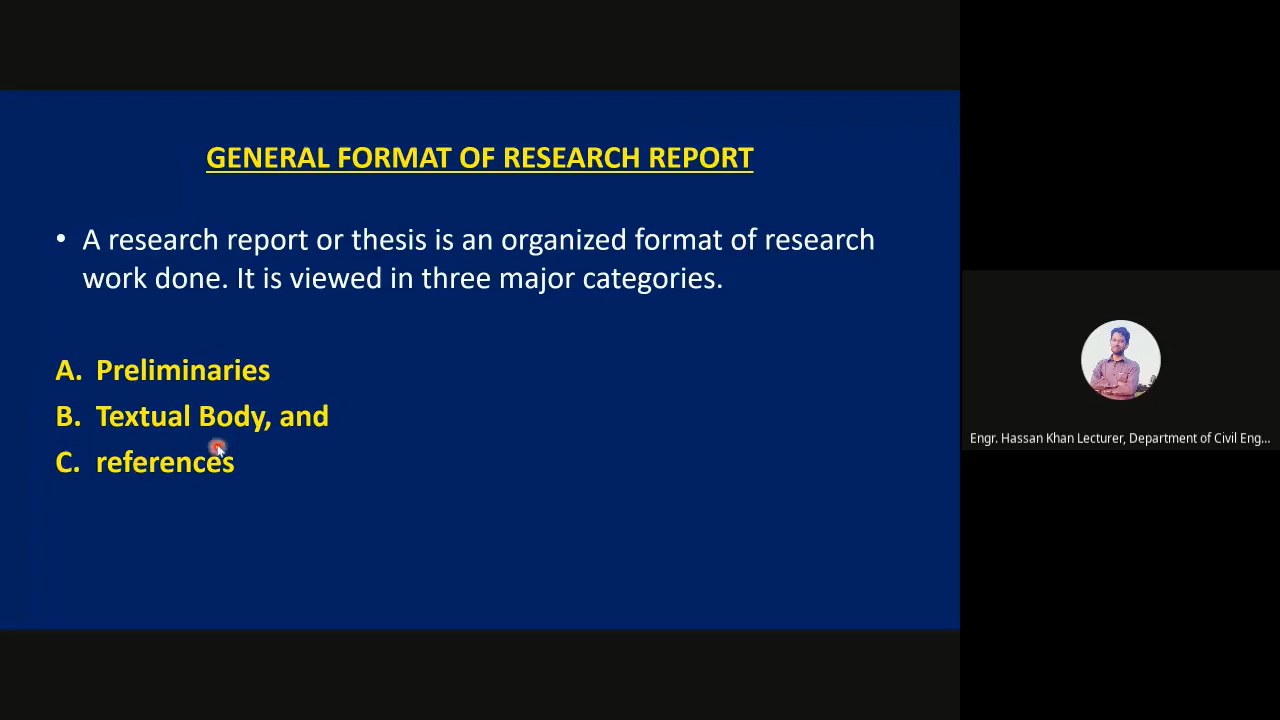 GENERAL FORMAT OF RESEARCH REPORT
• A research report or thesis is an organized format of research
work done. It is viewed in three major categories.
A. Preliminaries
B. Textual Body, and
C. references
Engr. Hassan Khan Lecturer, Department of Civil Eng...